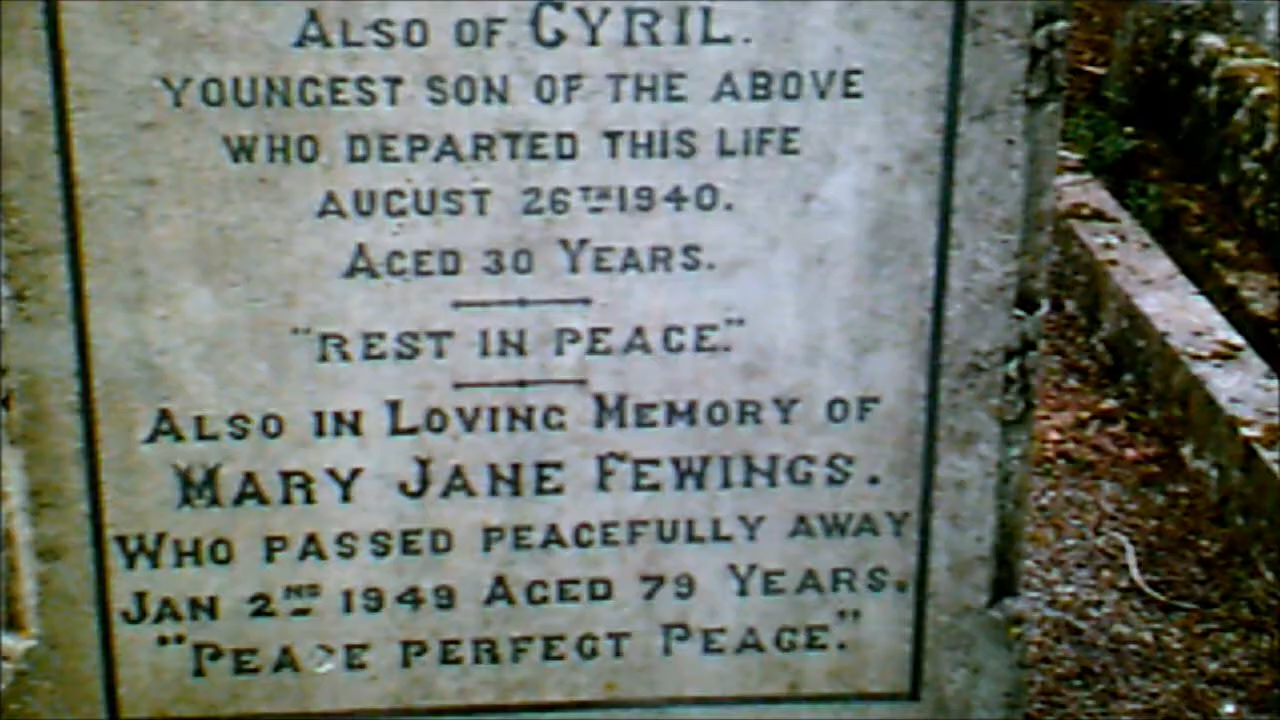 ALSO OF CYRIL.
YOUNGEST SON OF THE ABOVE
WHO DEPARTED THIS LIFE
AUGUST 26TH 1940.
AGED 30 YEARS.
"REST IN PEACE."
ALSO IN LOVING MEMORY OF
MARY JANE FEWINGS.
WHO PASSED PEACEFULLY AWAY
JAN 2ND 1949 AGED 79 YEARS.
"PEACE PERFECT PEACE."